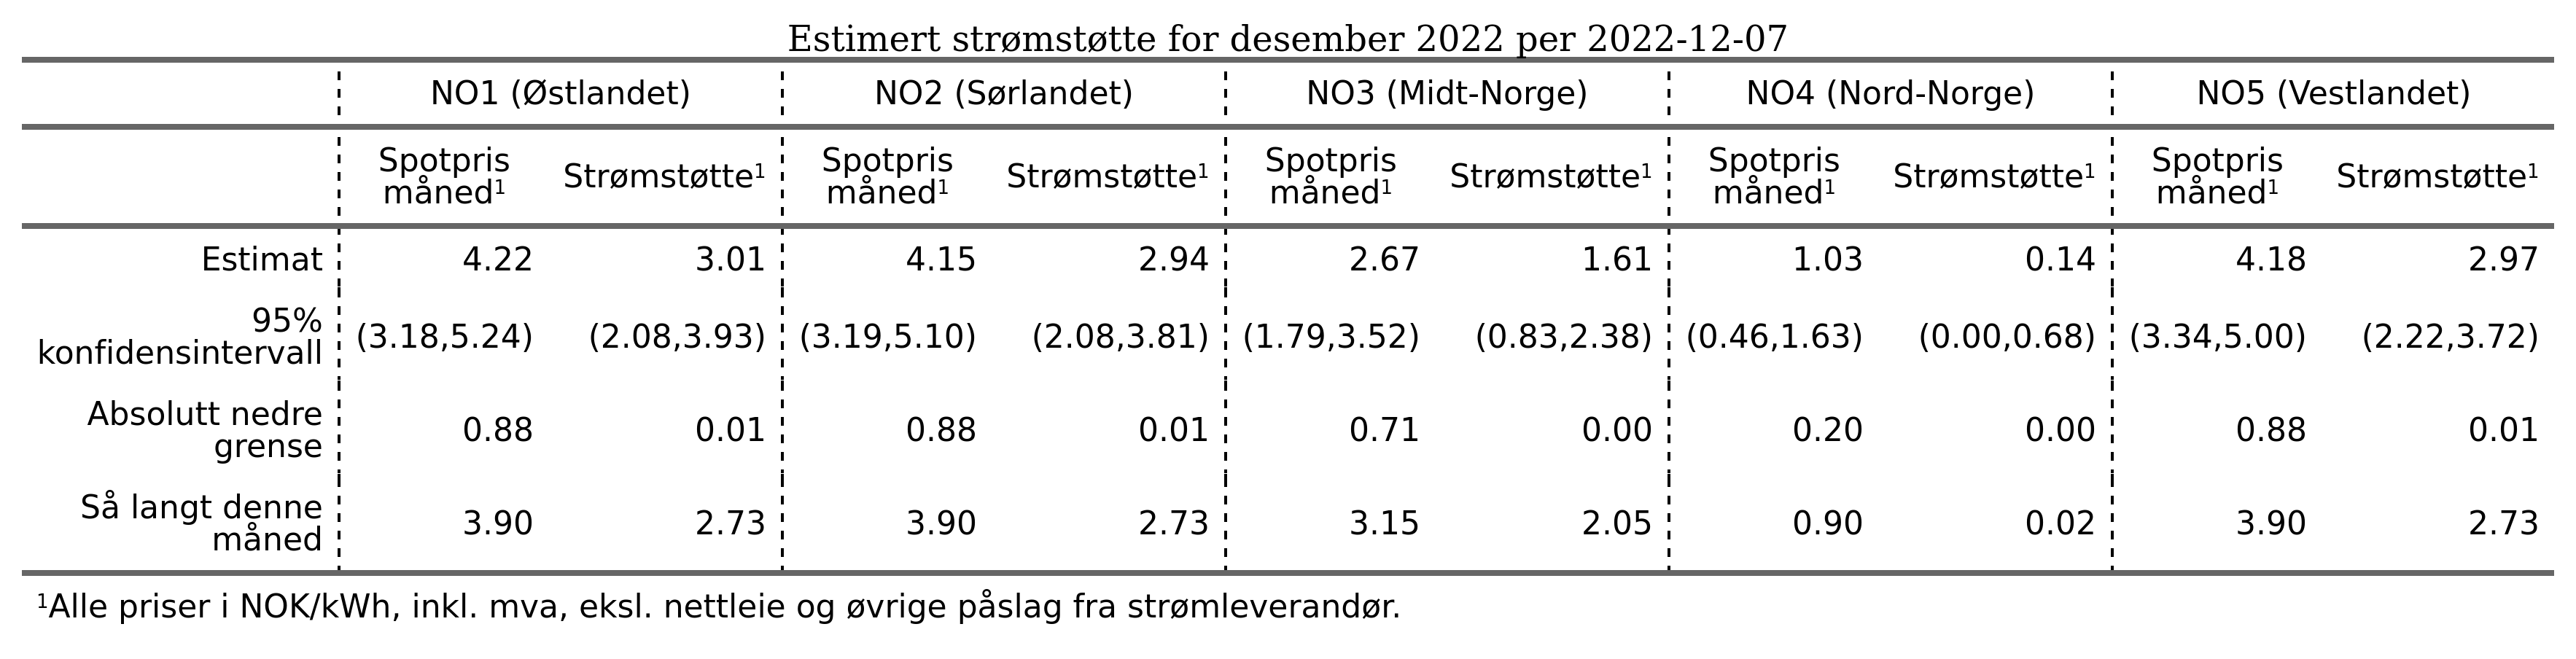 Estimert strømstøtte for desember 2022 per 2022-12-07
NO1 (Østlandet) NO2 (Sørlandet) NO3 (Midt-Norge) NO4 (Nord-Norge) NO5 (Vestlandet)
Spotpris måned¹ Strømstøtte¹ Spotpris måned¹ Strømstøtte¹ Spotpris måned¹ Strømstøtte¹ Spotpris måned¹ Strømstøtte¹ Spotpris måned¹ Strømstøtte¹
Estimat 4.22 3.01 4.15 2.94 2.67 1.61 1.03 0.14 4.18 2.97
95% konfidensintervall (3.18,5.24) (2.08,3.93) (3.19,5.10) (2.08,3.81) (1.79,3.52) (0.83,2.38) (0.46,1.63) (0.00,0.68) (3.34,5.00) (2.22,3.72)
Absolutt nedre grense 0.88 0.01 0.88 0.01 0.71 0.00 0.20 0.00 0.88 0.01
Så langt denne måned 3.90 2.73 3.90 2.73 3.15 2.05 0.90 0.02 3.90 2.73
¹Alle priser i NOK/kWh, inkl. mva, eksl. nettleie og øvrige påslag fra strømleverandør.